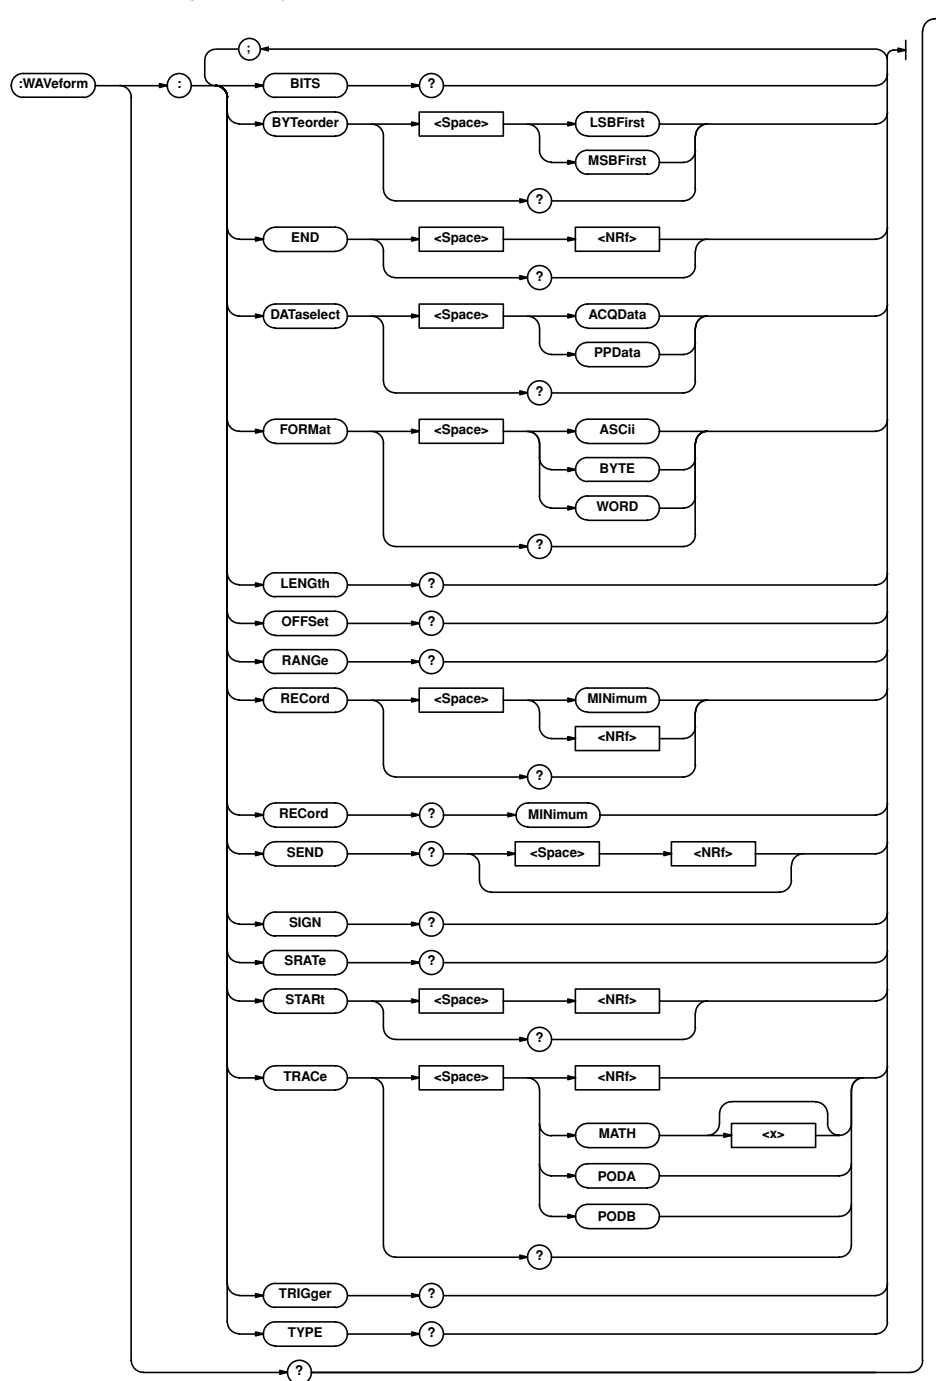 ;
:WAVeform : BITS ?
BYTeorder <Space> LSBFirst
MSBFirst
?
END <Space> <NRf>
?
DATaselect <Space> ACQData
PPData
?
FORMat <Space> ASCii
BYTE
WORD
?
LENGth ?
OFFSet ?
RANGe ?
RECord <Space> MINimum
<NRf>
?
RECord ? MINimum
SEND ? <Space> <NRf>
SIGN ?
SRATe ?
STARt <Space> <NRf>
?
TRACe <Space> <NRf>
MATH <x>
PODA
PODB
?
TRIGger ?
TYPE ?
?